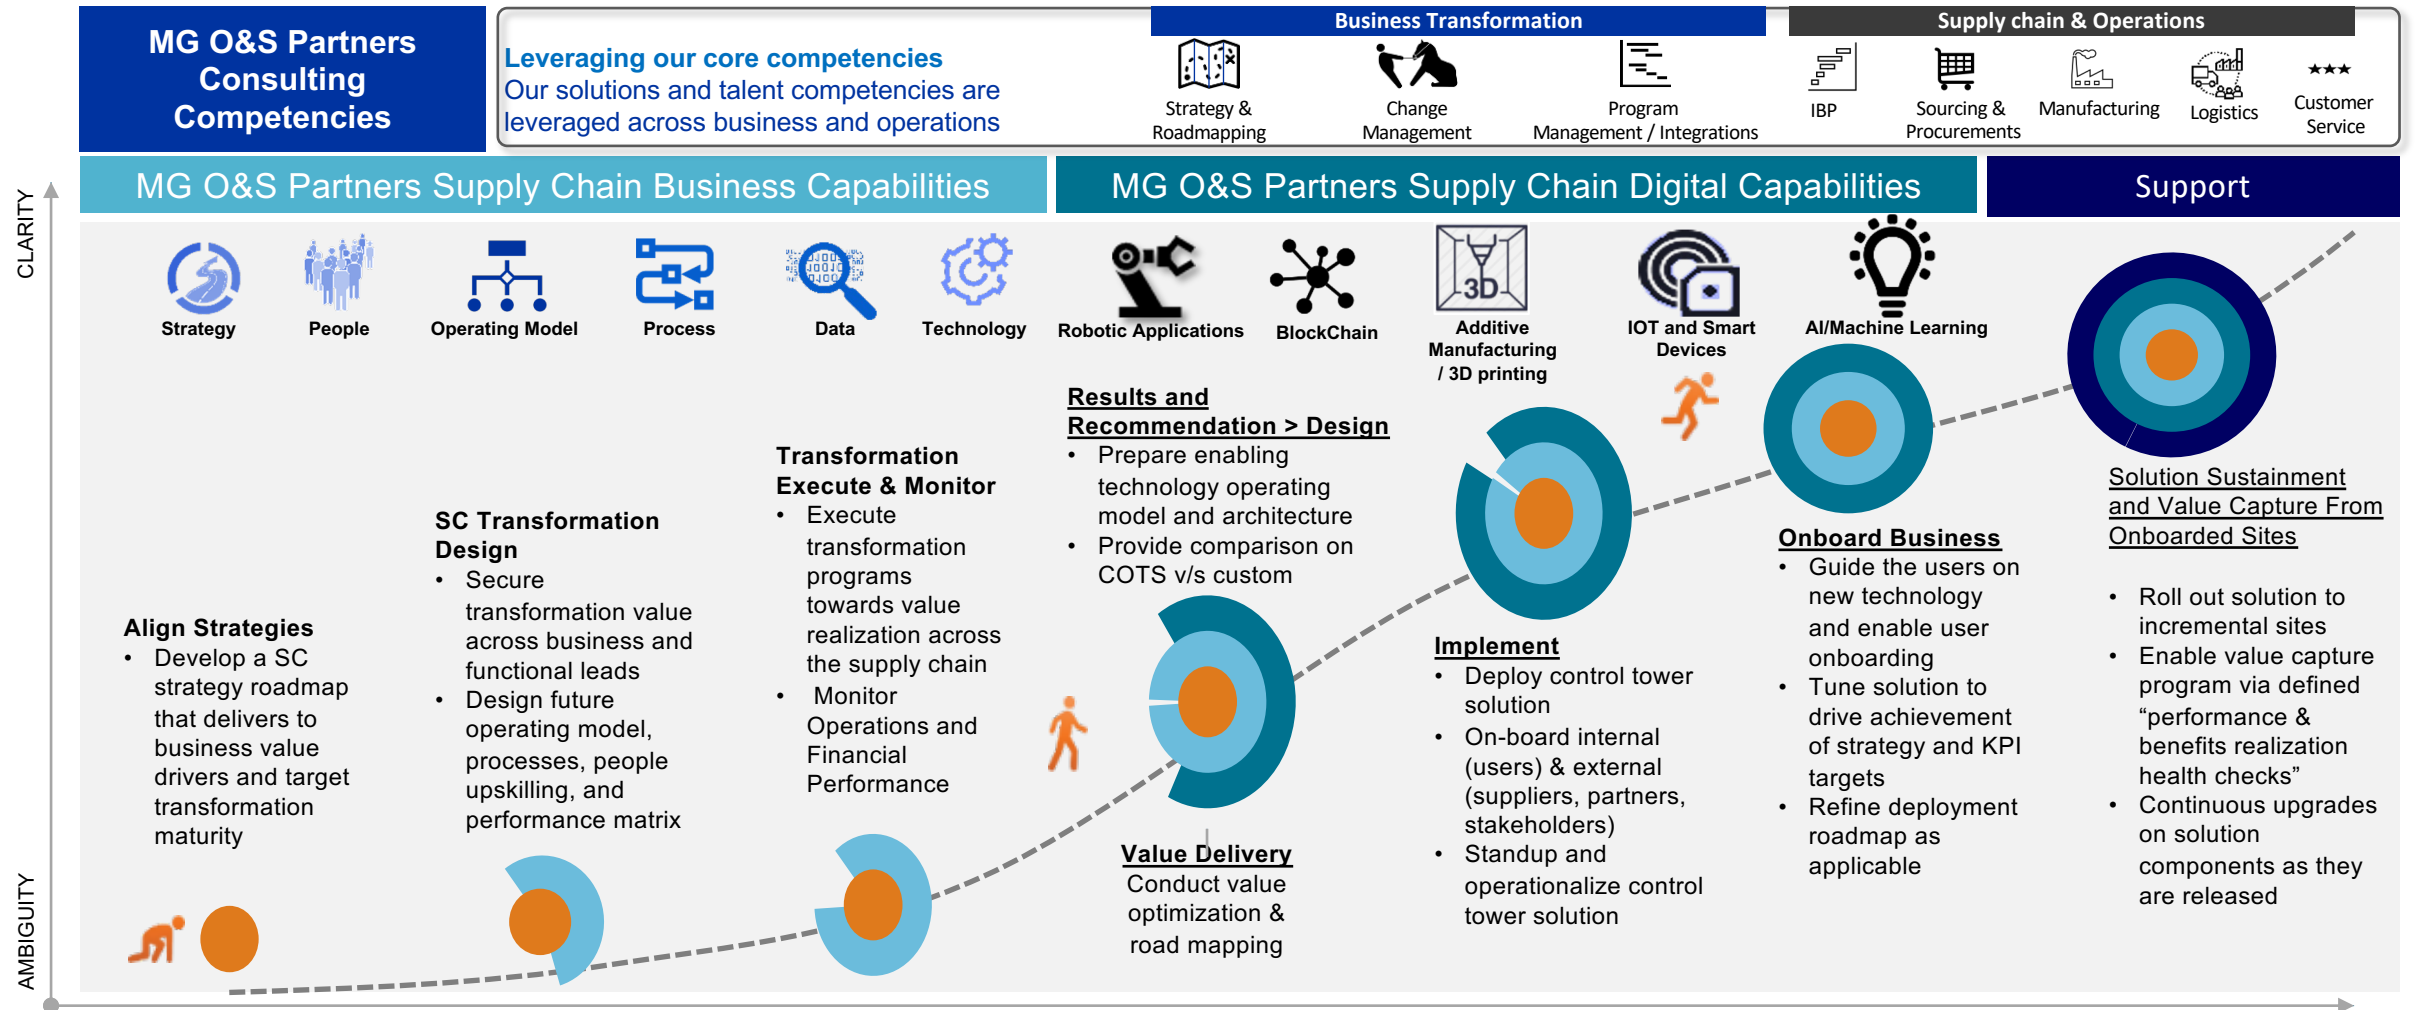 MG O&S Partners
Consulting
Competencies
Leveraging our core competencies
Our solutions and talent competencies are
leveraged across business and operations
Business Transformation
Strategy &
Roadmapping
Change
Management
Program
Management / Integrations
Supply chain & Operations
IBP
Sourcing &
Procurements
Manufacturing
Logistics
Customer
Service
MG O&S Partners Supply Chain Business Capabilities
MG O&S Partners Supply Chain Digital Capabilities
Support
CLARITY
AMBIGUITY
Strategy
People
Operating Model
Process
Data
Technology
Robotic Applications
BlockChain
3D
Additive
Manufacturing
/ 3D printing
IOT and Smart
Devices
AI/Machine Learning
Align Strategies
• Develop a SC
strategy roadmap
that delivers to
business value
drivers and target
transformation
maturity
SC Transformation
Design
• Secure
transformation value
across business and
functional leads
• Design future
operating model,
processes, people
upskilling, and
performance matrix
Transformation
Execute & Monitor
• Execute
transformation
programs
towards value
realization across
the supply chain
• Monitor
Operations and
Financial
Performance
Results and
Recommendation > Design
• Prepare enabling
technology operating
model and architecture
• Provide comparison on
COTS v/s custom
Value Delivery
Conduct value
optimization &
road mapping
Implement
• Deploy control tower
solution
• On-board internal
(users) & external
(suppliers, partners,
stakeholders)
• Standup and
operationalize control
tower solution
Onboard Business
• Guide the users on
new technology
and enable user
onboarding
• Tune solution to
drive achievement
of strategy and KPI
targets
• Refine deployment
roadmap as
applicable
Solution Sustainment
and Value Capture From
Onboarded Sites
• Roll out solution to
incremental sites
• Enable value capture
program via defined
“performance &
benefits realization
health checks”
• Continuous upgrades
on solution
components as they
are released